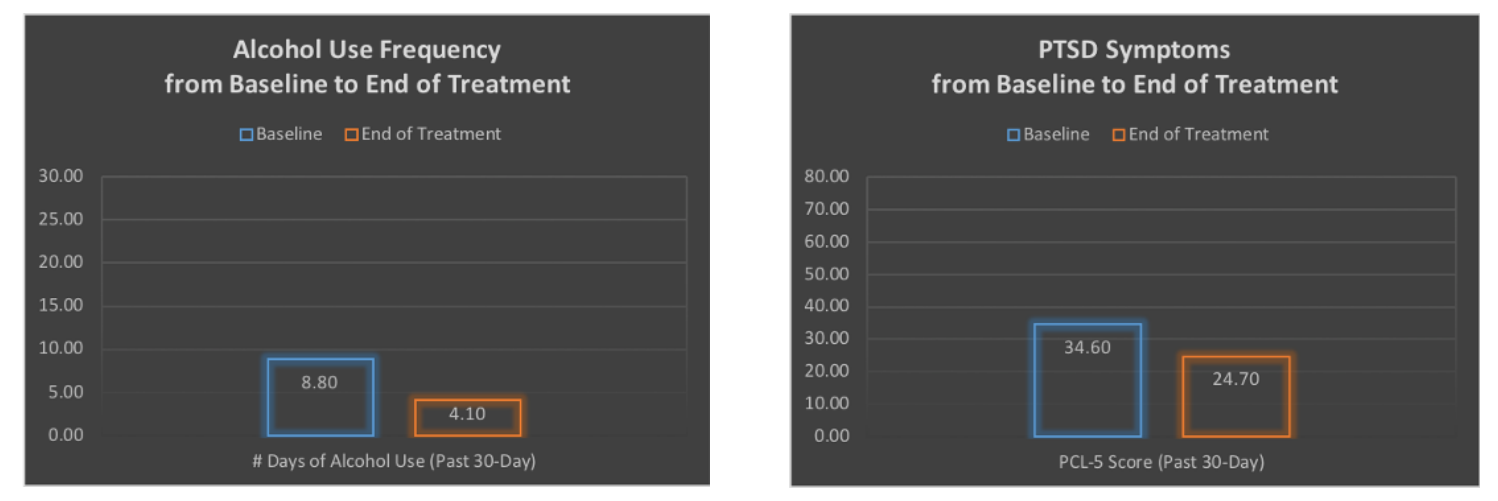 Alcohol Use Frequency
from Baseline to End of Treatment
Baseline End of Treatment
30.00
25.00
20.00
15.00
10.00
5.00
0.00
8.80
4.10
# Days of Alcohol Use (Past 30-Day)
PTSD Symptoms
from Baseline to End of Treatment
Baseline End of Treatment
80.00
70.00
60.00
50.00
40.00
30.00
20.00
10.00
0.00
34.60
24.70
PCL-5 Score (Past 30-Day)